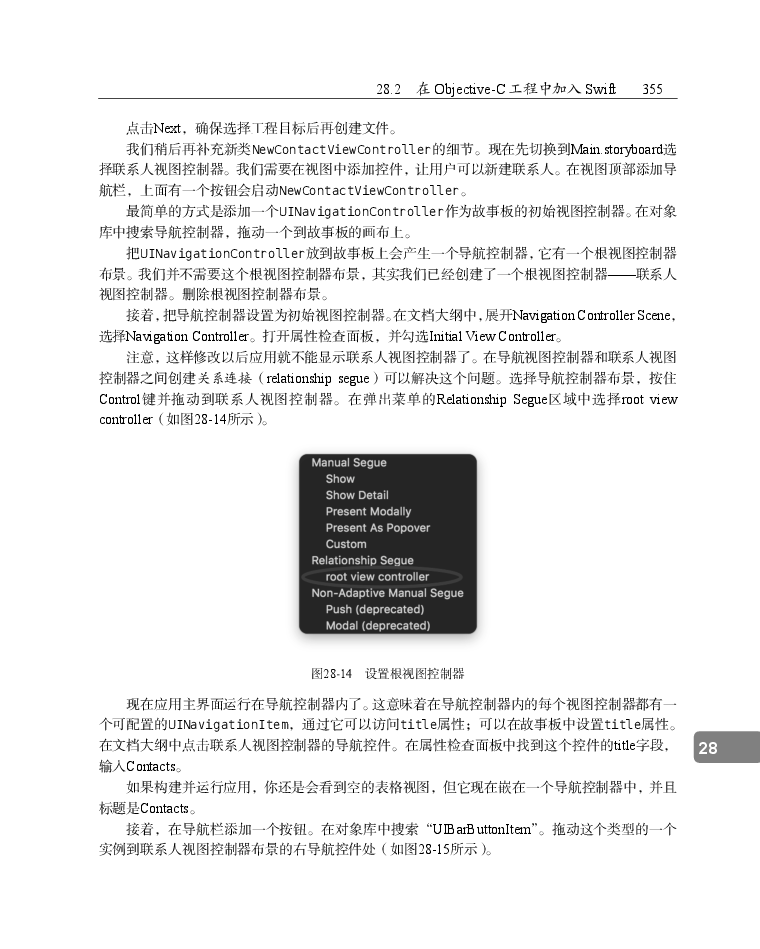 28.2 在 Objective-C 工程中加入 Swift 355
点击Next，确保选择工程目标后再创建文件。
我们稍后再补充新类NewContactViewController的细节。现在先切换到Main.storyboard选
择联系人视图控制器。我们需要在视图中添加控件，让用户可以新建联系人。在视图顶部添加导
航栏，上面有一个按钮会启动NewContactViewController。
最简单的方式是添加一个UINavigationController作为故事板的初始视图控制器。在对象
库中搜索导航控制器，拖动一个到故事板的画布上。
把UINavigationController放到故事板上会产生一个导航控制器，它有一个根视图控制器
布景。我们并不需要这个根视图控制器布景，其实我们已经创建了一个根视图控制器——联系人
视图控制器。删除根视图控制器布景。
接着，把导航控制器设置为初始视图控制器。在文档大纲中，展开Navigation Controller Scene，
选择Navigation Controller。打开属性检查面板，并勾选Initial View Controller。
注意，这样修改以后应用就不能显示联系人视图控制器了。在导航视图控制器和联系人视图
控制器之间创建关系连接（relationship segue）可以解决这个问题。选择导航控制器布景，按住
Control键并拖动到联系人视图控制器。在弹出菜单的Relationship Segue区域中选择root view
controller（如图28-14所示）。
Manual Segue
Show
Show Detail
Present Modally
Present As Popover
Custom
Relationship Segue
root view controller
Non-Adaptive Manual Segue
Push (deprecated)
Modal (deprecated)
图28-14 设置根视图控制器
现在应用主界面运行在导航控制器内了。这意味着在导航控制器内的每个视图控制器都有一
个可配置的UINavigationItem，通过它可以访问title属性；可以在故事板中设置title属性。
在文档大纲中点击联系人视图控制器的导航控件。在属性检查面板中找到这个控件的title字段，
输入Contacts。
28
如果构建并运行应用，你还是会看到空的表格视图，但它现在嵌在一个导航控制器中，并且
标题是Contacts。
接着，在导航栏添加一个按钮。在对象库中搜索“UIBarButtonItem”。拖动这个类型的一个
实例到联系人视图控制器布景的右导航控件处（如图28-15所示）。